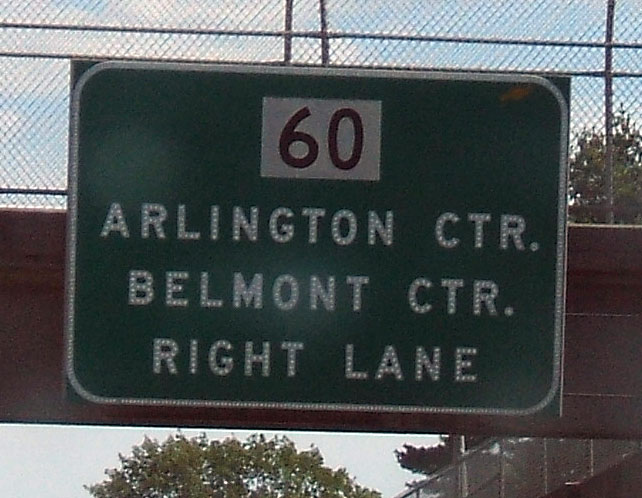 60
ARLINGTON CTR.
BELMONT CTR.
RIGHT LANE